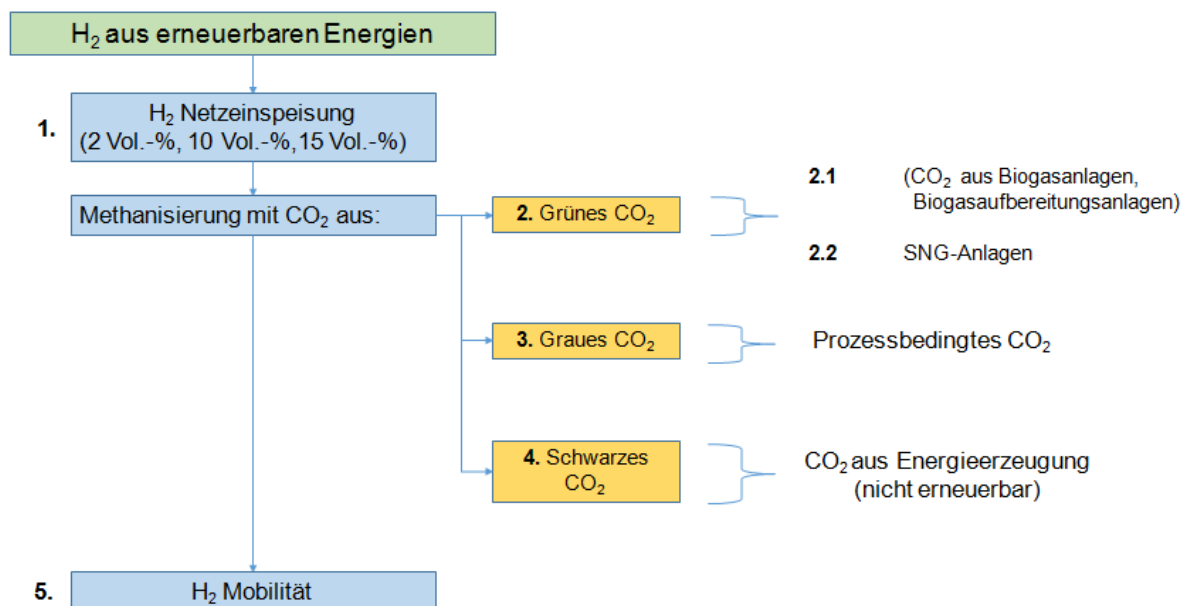 H₂ aus erneuerbaren Energien
1.
H₂ Netzeinspeisung
(2 Vol.-%, 10 Vol.-%,15 Vol.-%)
Methanisierung mit CO₂ aus:
2. Grünes CO₂
2.1 (CO₂ aus Biogasanlagen,
Biogasaufbereitungsanlagen)
2.2 SNG-Anlagen
3. Graues CO₂
Prozessbedingtes CO₂
4. Schwarzes
CO₂
CO₂ aus Energieerzeugung
(nicht erneuerbar)
5.
H₂ Mobilität